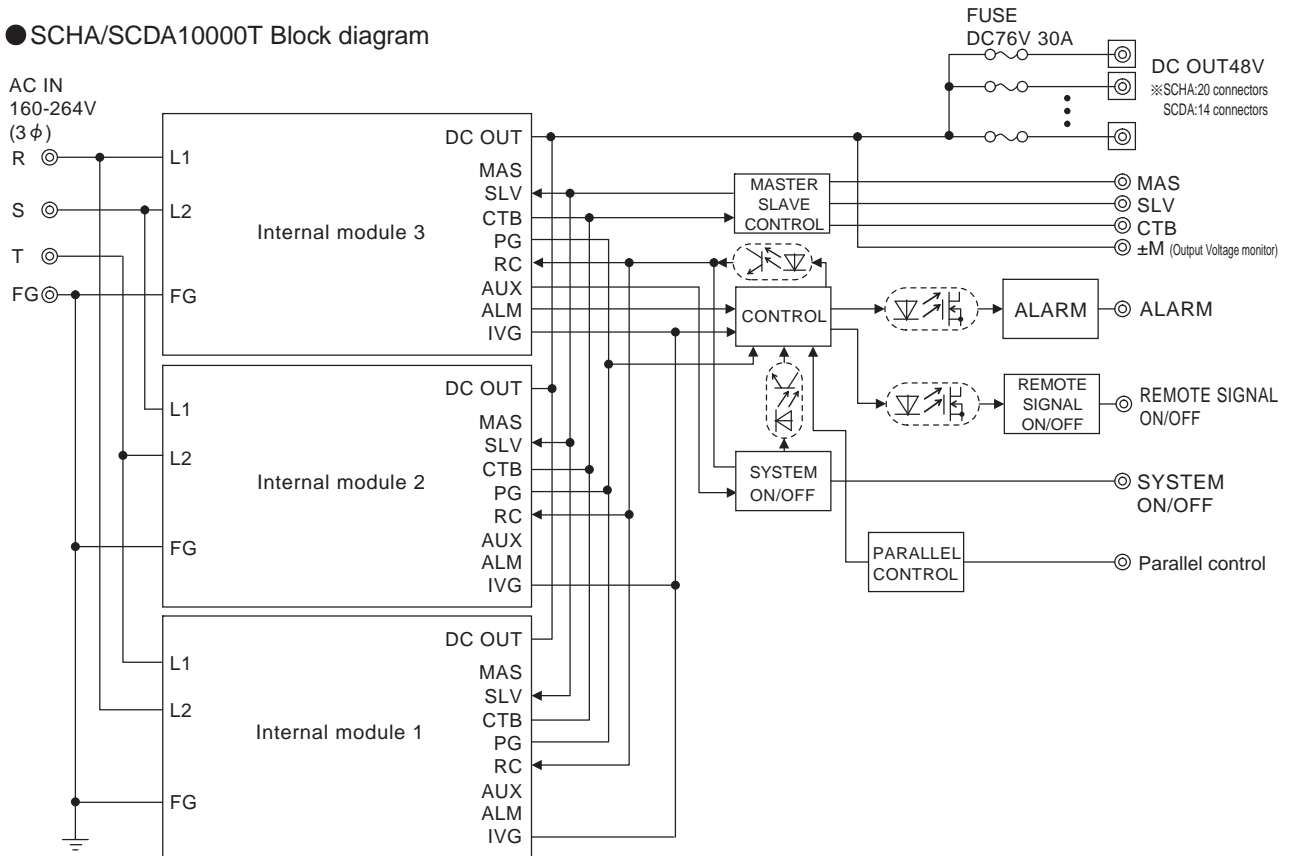 ●SCHA/SCDA10000T Block diagram
FUSE
DC76V 30A
DC OUT48V
※SCHA:20 connectors
SCDA:14 connectors
AC IN
160-264V
(3φ)
R
S
T
FG
L1
L2
FG
Internal module 3
DC OUT
MAS
SLV
CTB
PG
RC
AUX
ALM
IVG
MASTER
SLAVE
CONTROL
MAS
SLV
CTB
±M (Output Voltage monitor)
CONTROL
ALARM
ALARM
L1
L2
FG
Internal module 2
DC OUT
MAS
SLV
CTB
PG
RC
AUX
ALM
IVG
REMOTE
SIGNAL
ON/OFF
REMOTE SIGNAL
ON/OFF
SYSTEM
ON/OFF
SYSTEM
ON/OFF
PARALLEL
CONTROL
Parallel control
L1
L2
FG
Internal module 1
DC OUT
MAS
SLV
CTB
PG
RC
AUX
ALM
IVG